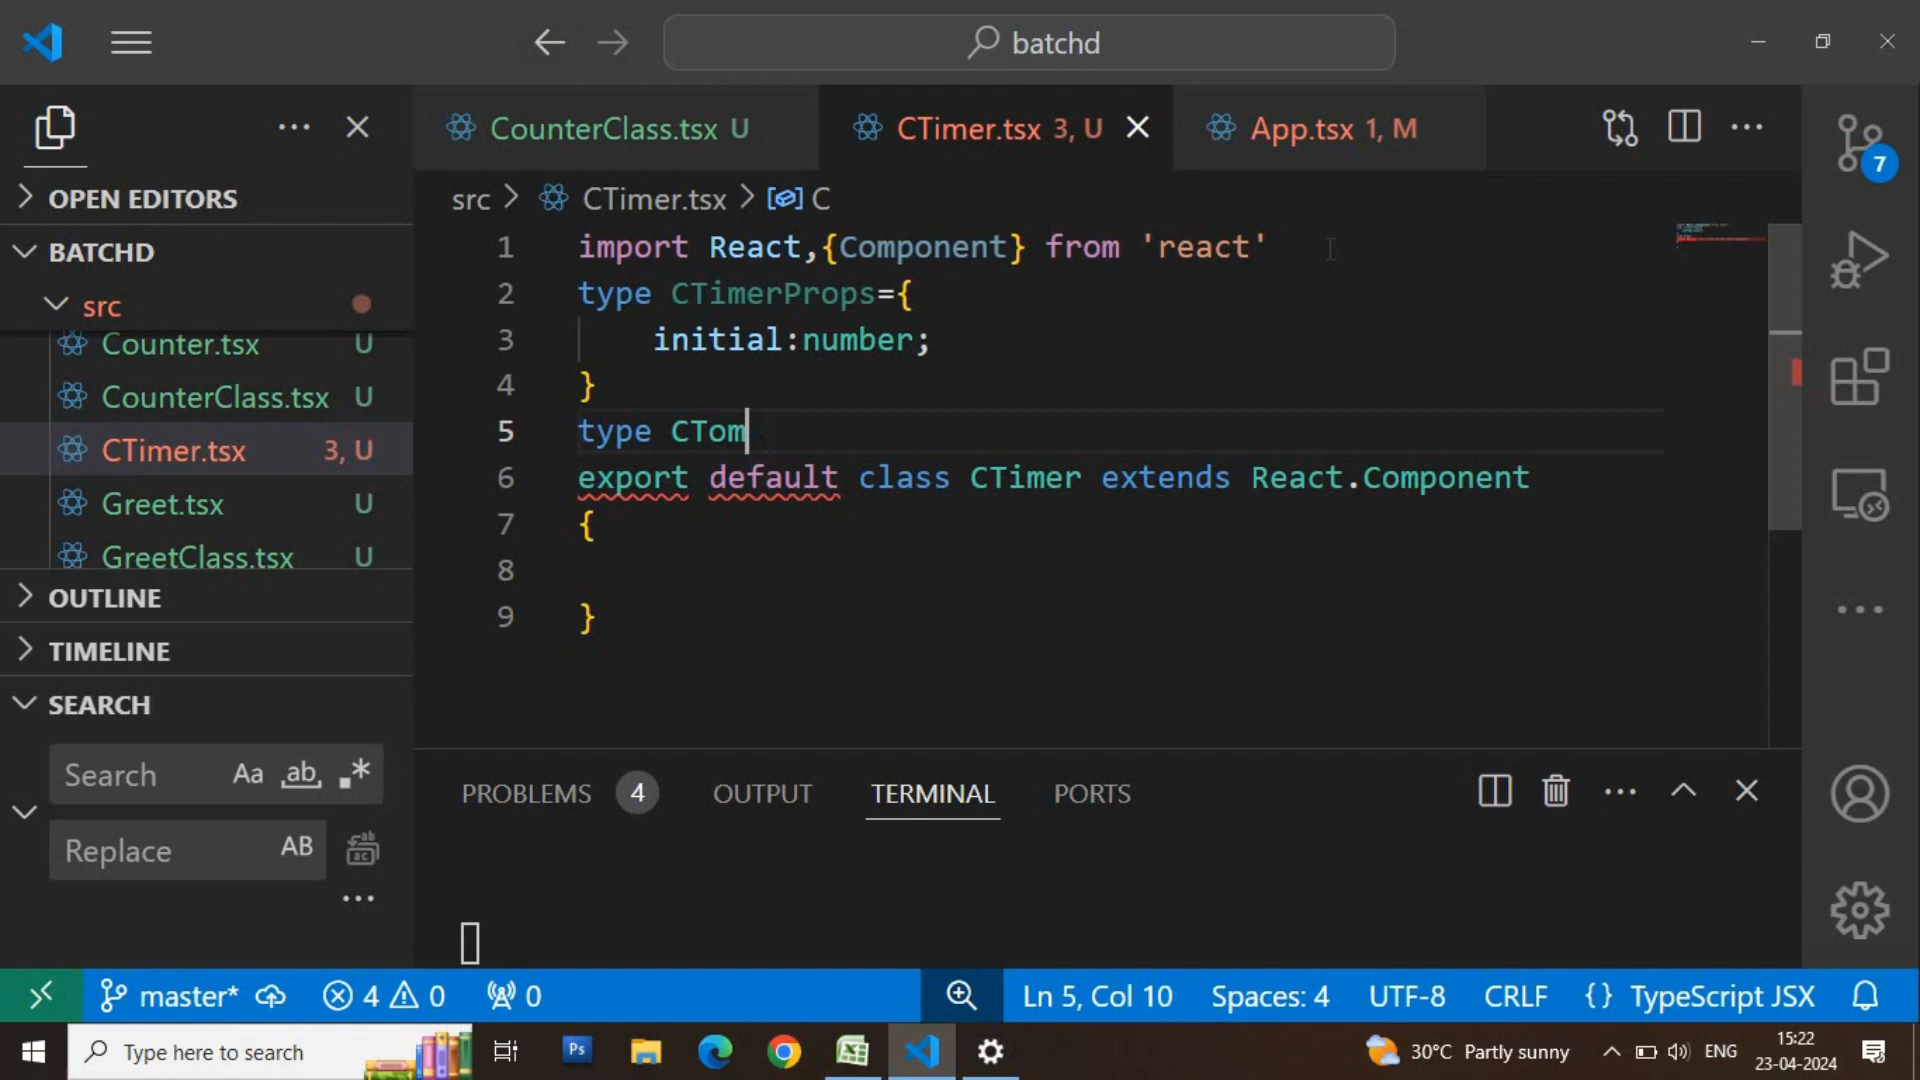 batchd
CounterClass.tsx U
CTimer.tsx 3, U
App.tsx 1, M
7
OPEN EDITORS
BATCHD
src
Counter.tsx U
CounterClass.tsx U
CTimer.tsx 3, U
Greet.tsx U
GreetClass.tsx U
OUTLINE
TIMELINE
SEARCH
Search Aa ab
Replace AB
src > CTimer.tsx > C
1 import React,{Component} from 'react'
2 type CTimerProps={
3 initial:number;
4 }
5 type CTom
6 export default class CTimer extends React.Component
7 {
8
9 }
PROBLEMS 4 OUTPUT TERMINAL PORTS
master* 4 0 0 Ln 5, Col 10 Spaces: 4 UTF-8 CRLF {} TypeScript JSX
Type here to search
Ps
30°C Partly sunny
ENG
15:22
23-04-2024